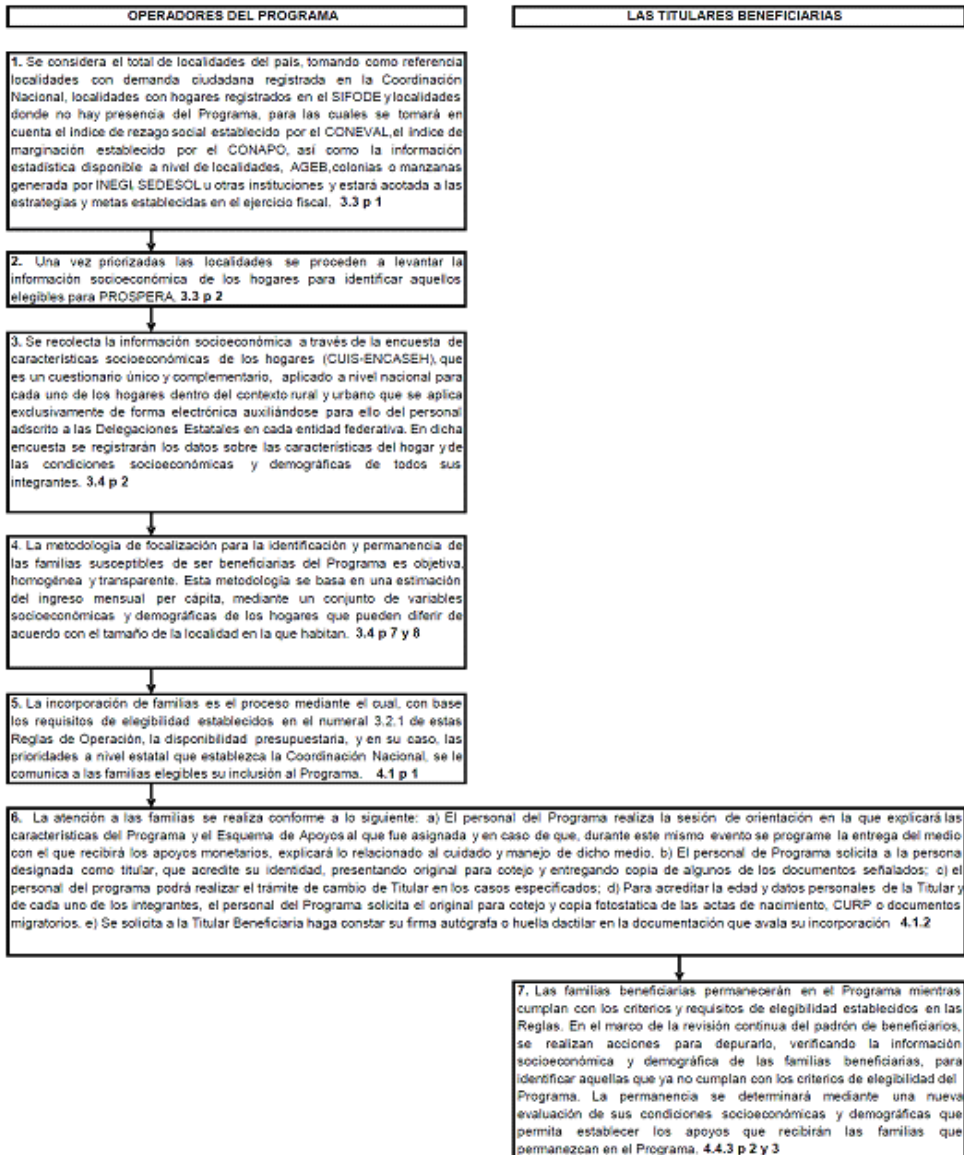 OPERADORES DEL PROGRAMA
LAS TITULARES BENEFICIARIAS
1. Se considera el total de localidades del país, tomando como referencia
localidades con demanda ciudadana registrada en la Coordinación
Nacional, localidades con hogares registrados en el SIFODE y localidades
donde no hay presencia del Programa, para las cuales se tomará en
cuenta el índice de rezago social establecido por el CONEVAL, el índice de
marginación establecido por el CONAPO, así como la información
estadística disponible a nivel de localidades, AGEB, colonias o manzanas
generada por INEGI, SEDESOL u otras instituciones y estará acotada a las
estrategias y metas establecidas en el ejercicio fiscal. 3.3 p 1
2. Una vez priorizadas las localidades se proceden a levantar la
información socioeconómica de los hogares para identificar aquellos
elegibles para PROSPERA. 3.3 p 2
3. Se recolecta la información socioeconómica a través de la encuesta de
características socioeconómicas de los hogares (CUIS-ENCASEH), que
es un cuestionario único y complementario, aplicado a nivel nacional para
cada uno de los hogares dentro del contexto rural y urbano que se aplica
exclusivamente de forma electrónica auxiliándose para ello del personal
adscrito a las Delegaciones Estatales en cada entidad federativa. En dicha
encuesta se registrarán los datos sobre las características del hogar y de
las condiciones socioeconómicas y demográficas de todos sus
integrantes. 3.4 p 2
4. La metodología de focalización para la identificación y permanencia de
las familias susceptibles de ser beneficiarias del Programa es objetiva,
homogénea y transparente. Esta metodología se basa en una estimación
del ingreso mensual per cápita, mediante un conjunto de variables
socioeconómicas y demográficas de los hogares que pueden diferir de
acuerdo con el tamaño de la localidad en la que habitan. 3.4 p 7 y 8
5. La incorporación de familias es el proceso mediante el cual, con base
los requisitos de elegibilidad establecidos en el numeral 3.2.1 de estas
Reglas de Operación, la disponibilidad presupuestaria, y en su caso, las
prioridades a nivel estatal que establezca la Coordinación Nacional, se le
comunica a las familias elegibles su inclusión al Programa. 4.1 p 1
6. La atención a las familias se realiza conforme a lo siguiente: a) El personal del Programa realiza la sesión de orientación en la que explicará las
características del Programa y el Esquema de Apoyos al que fue asignada y en caso de que, durante este mismo evento se programe la entrega del medio
con el que recibirá los apoyos monetarios, explicará lo relacionado al cuidado y manejo de dicho medio. b) El personal de Programa solicita a la persona
designada como titular, que acredite su identidad, presentando original para cotejo y entregando copia de algunos de los documentos señalados; c) el
personal del programa podrá realizar el trámite de cambio de Titular en los casos especificados; d) Para acreditar la edad y datos personales de la Titular y
de cada uno de los integrantes, el personal del Programa solicita el original para cotejo y copia fotostatica de las actas de nacimiento, CURP o documentos
migratorios. e) Se solicita a la Titular Beneficiaria haga constar su firma autógrafa o huella dactilar en la documentación que avala su incorporación 4.1.2
7. Las familias beneficiarias permanecerán en el Programa mientras
cumplan con los criterios y requisitos de elegibilidad establecidos en las
Reglas. En el marco de la revisión continua del padrón de beneficiarios,
se realizan acciones para depurarlo, verificando la información
socioeconómica y demográfica de las familias beneficiarias, para
identificar aquellas que ya no cumplan con los criterios de elegibilidad del
Programa. La permanencia se determinará mediante una nueva
evaluación de sus condiciones socioeconómicas y demográficas que
permita establecer los apoyos que recibirán las familias que
permanezcan en el Programa. 4.4.3 p 2 y 3